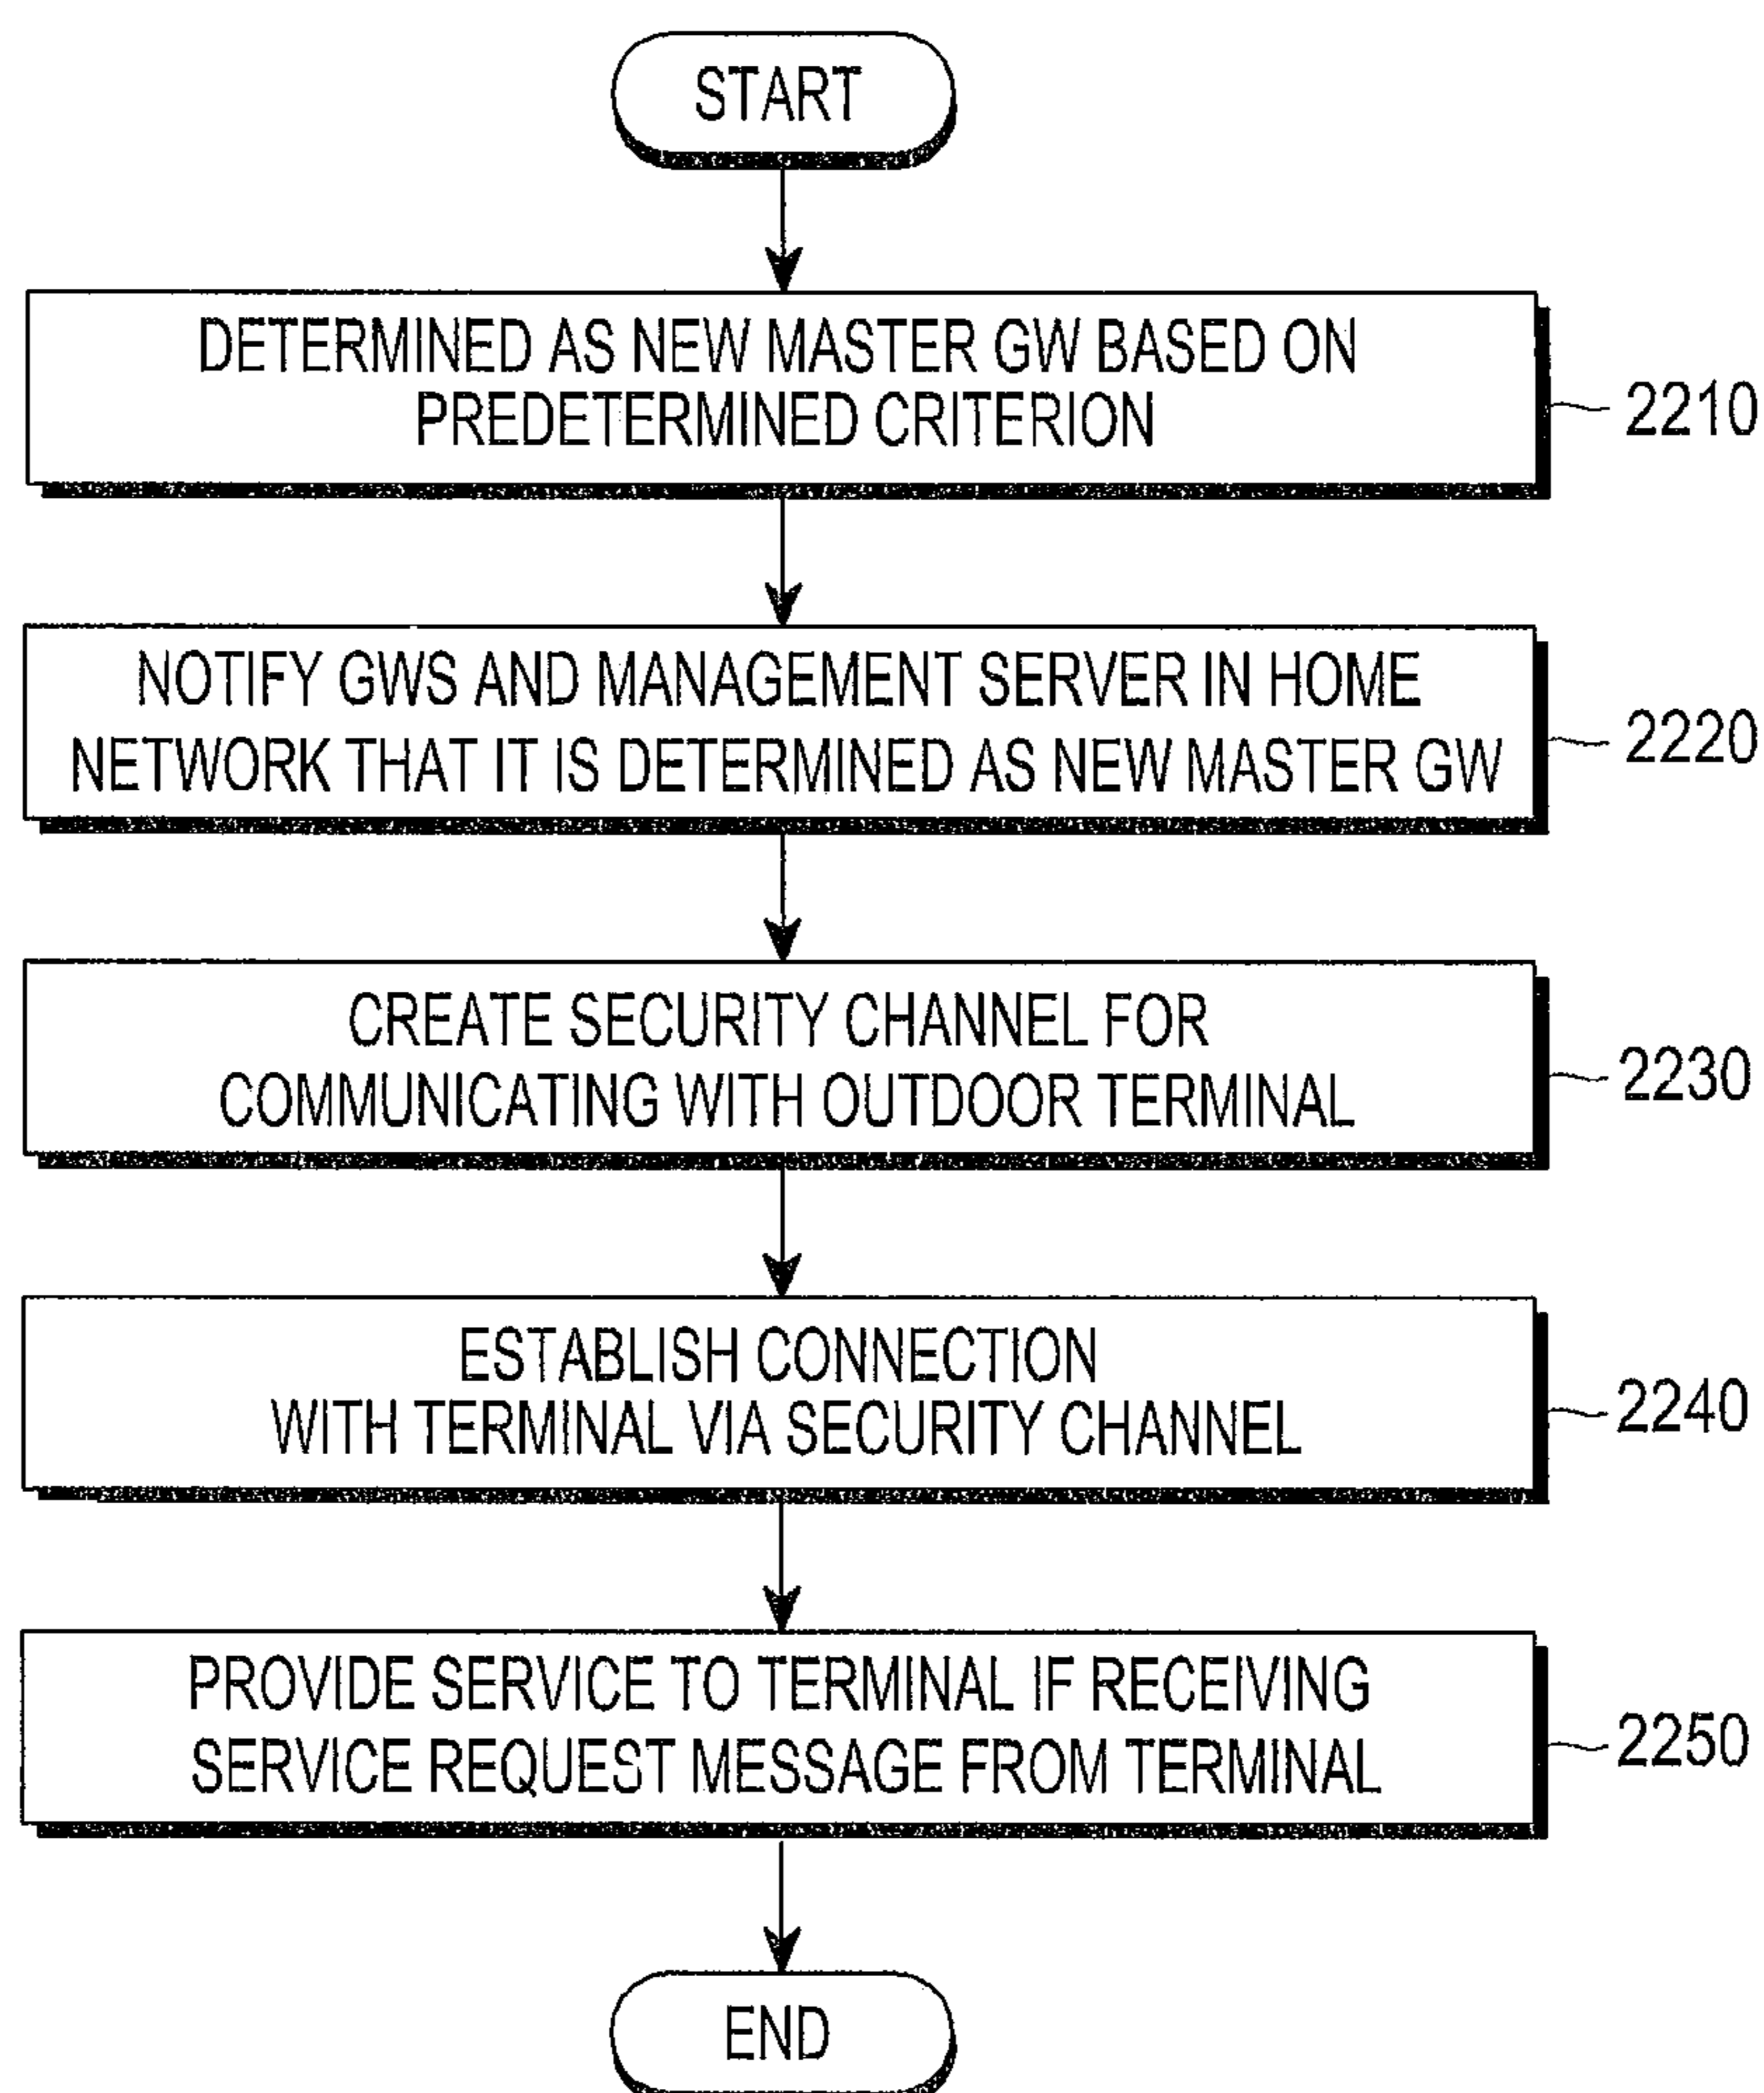 START
DETERMINED AS NEW MASTER GW BASED ON
PREDETERMINED CRITERION
2210
NOTIFY GWS AND MANAGEMENT SERVER IN HOME
NETWORK THAT IT IS DETERMINED AS NEW MASTER GW
2220
CREATE SECURITY CHANNEL FOR
COMMUNICATING WITH OUTDOOR TERMINAL
2230
ESTABLISH CONNECTION
WITH TERMINAL VIA SECURITY CHANNEL
2240
PROVIDE SERVICE TO TERMINAL IF RECEIVING
SERVICE REQUEST MESSAGE FROM TERMINAL
2250
END